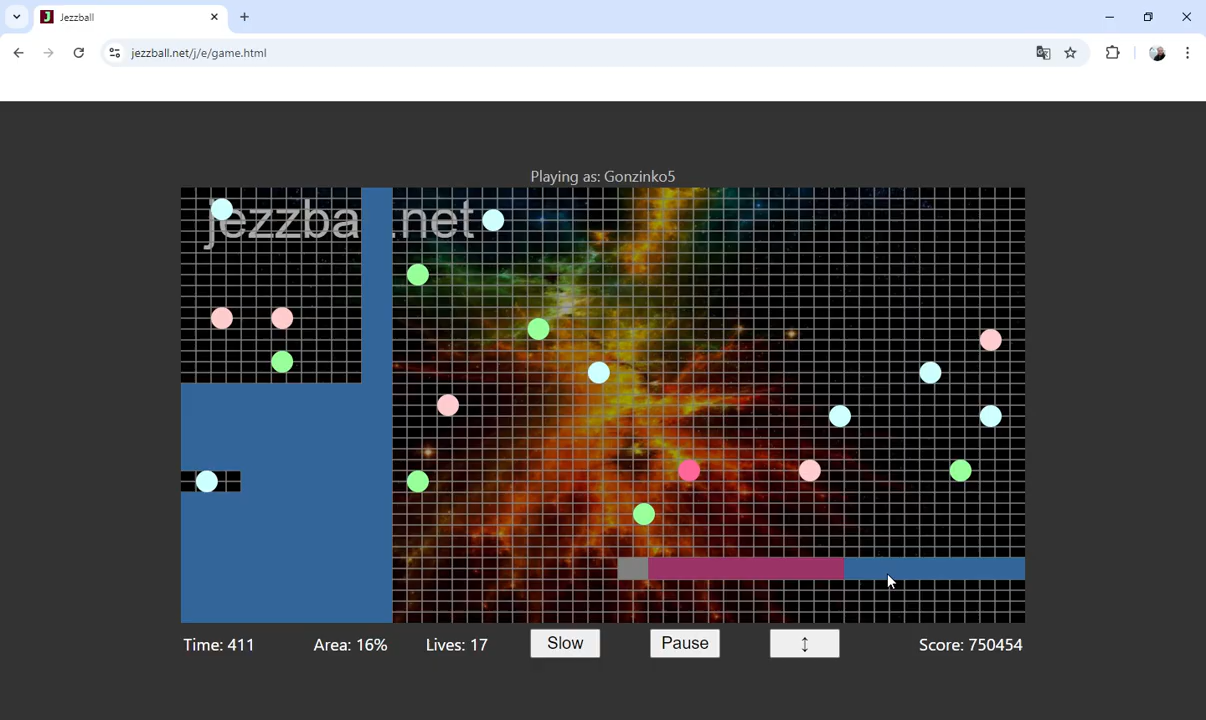 Jezzball
jezzball.net/j/e/game.html
Playing as: Gonzinko5
jezzba .net
Time: 411
Area: 16%
Lives: 17
Slow
Pause
↕
Score: 750454